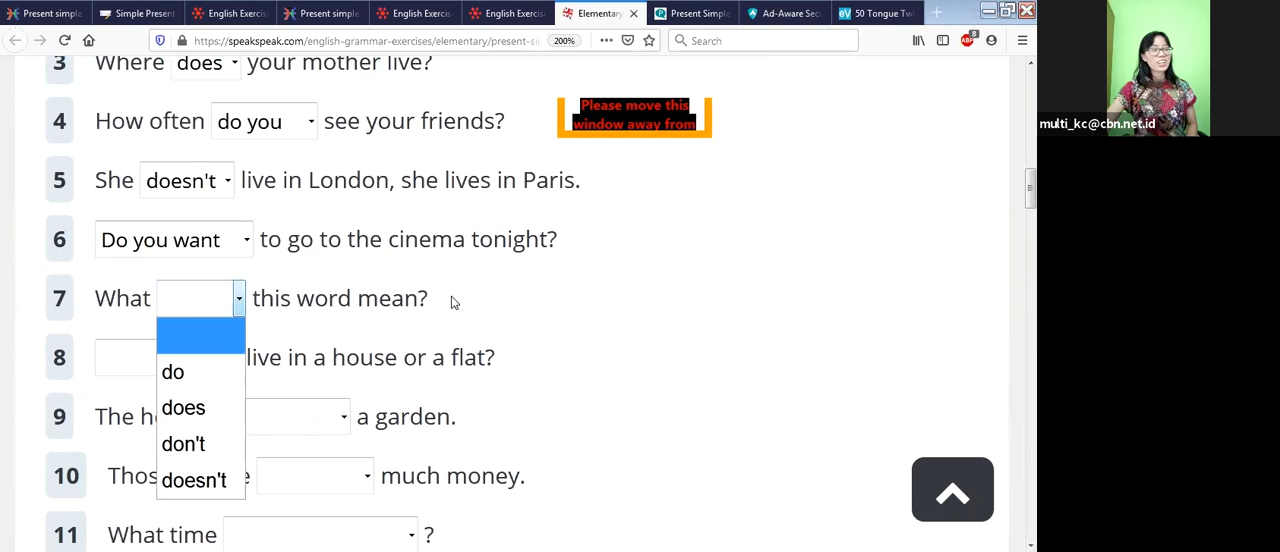 Present simple
Simple Present
English Exercis
Present simple
English Exercis
English Exercis
Elementary
Present Simple
Ad-Aware Sec
50 Tongue Tw
https://speakspeak.com/english-grammar-exercises/elementary/present-si
200%
Search
8
3 Where does your mother live?
4 How often do you see your friends?
Please move this
window away from
multi_kc@cbn.net.id
5 She doesn't live in London, she lives in Paris.
6 Do you want to go to the cinema tonight?
7 What this word mean?
8 live in a house or a flat?
do
does
9 The h a garden.
don't
10 Thos e much money.
doesn't
11 What time ?